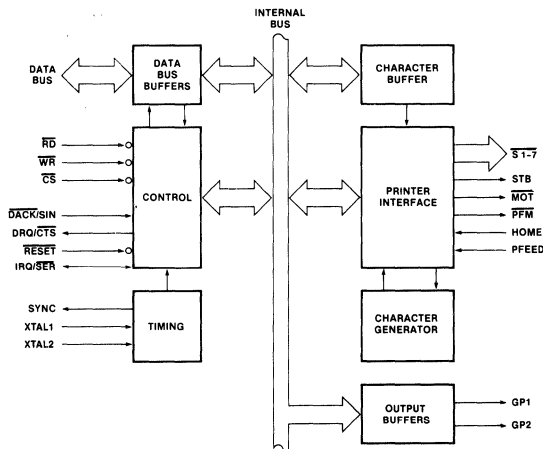 INTERNAL
BUS
DATA
BUS
DATA
BUS
BUFFERS
CHARACTER
BUFFER
RD
WR
CS
DACK/SIN
DRQ/CTS
RESET
IRQ/SER
CONTROL
PRINTER
INTERFACE
S1-7
STB
MOT
PFM
HOME
PFEED
SYNC
XTAL1
XTAL2
TIMING
CHARACTER
GENERATOR
OUTPUT
BUFFERS
GP1
GP2